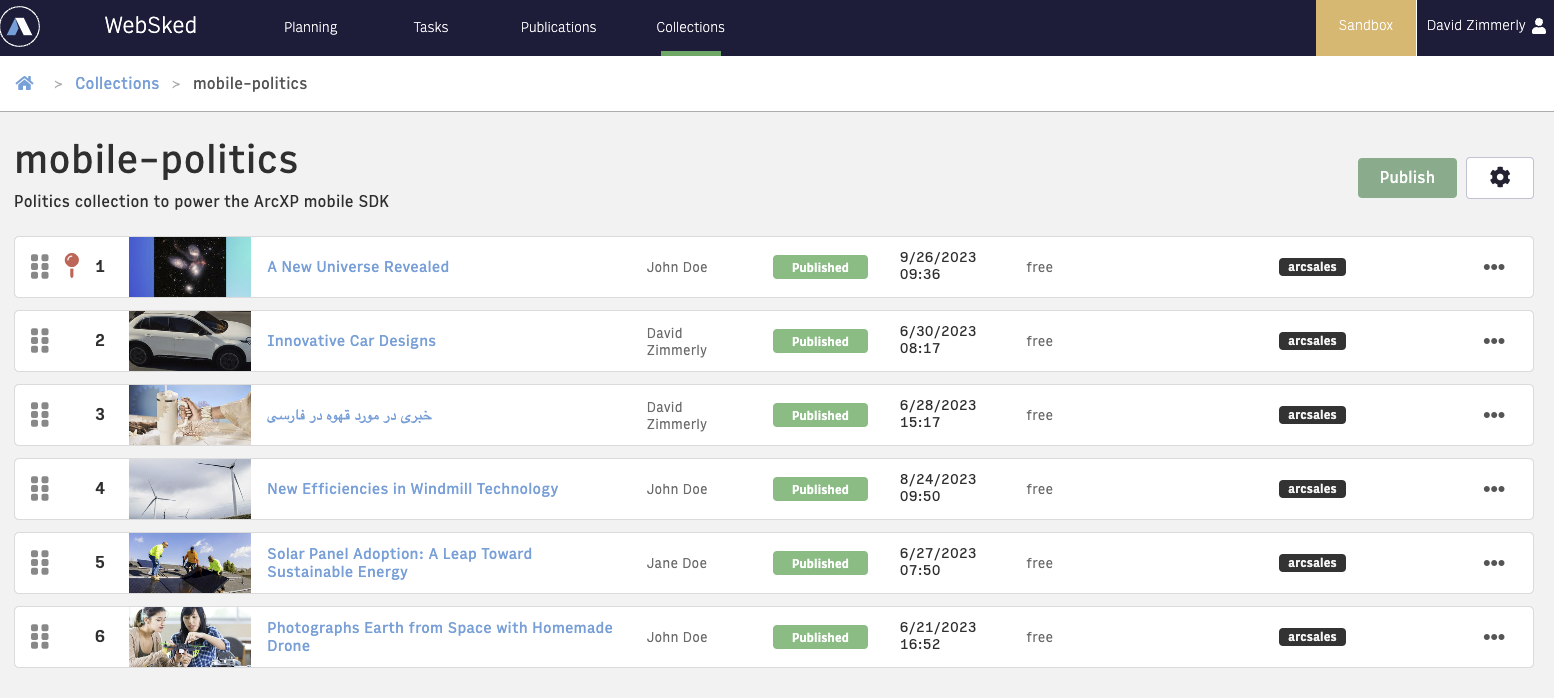 WebSked
Planning
Tasks
Publications
Collections
Sandbox
David Zimmerly
> Collections > mobile-politics
mobile-politics
Politics collection to power the ArcXP mobile SDK
Publish
1
A New Universe Revealed
John Doe
Published
9/26/2023
09:36
free
arcsales
2
Innovative Car Designs
David
Zimmerly
Published
6/30/2023
08:17
free
arcsales
3
خبری در مورد قهوه در فارسی
David
Zimmerly
Published
6/28/2023
15:17
free
arcsales
4
New Efficiencies in Windmill Technology
John Doe
Published
8/24/2023
09:50
free
arcsales
5
Solar Panel Adoption: A Leap Toward
Sustainable Energy
Jane Doe
Published
6/27/2023
07:50
free
arcsales
6
Photographs Earth from Space with Homemade
Drone
John Doe
Published
6/21/2023
16:52
free
arcsales